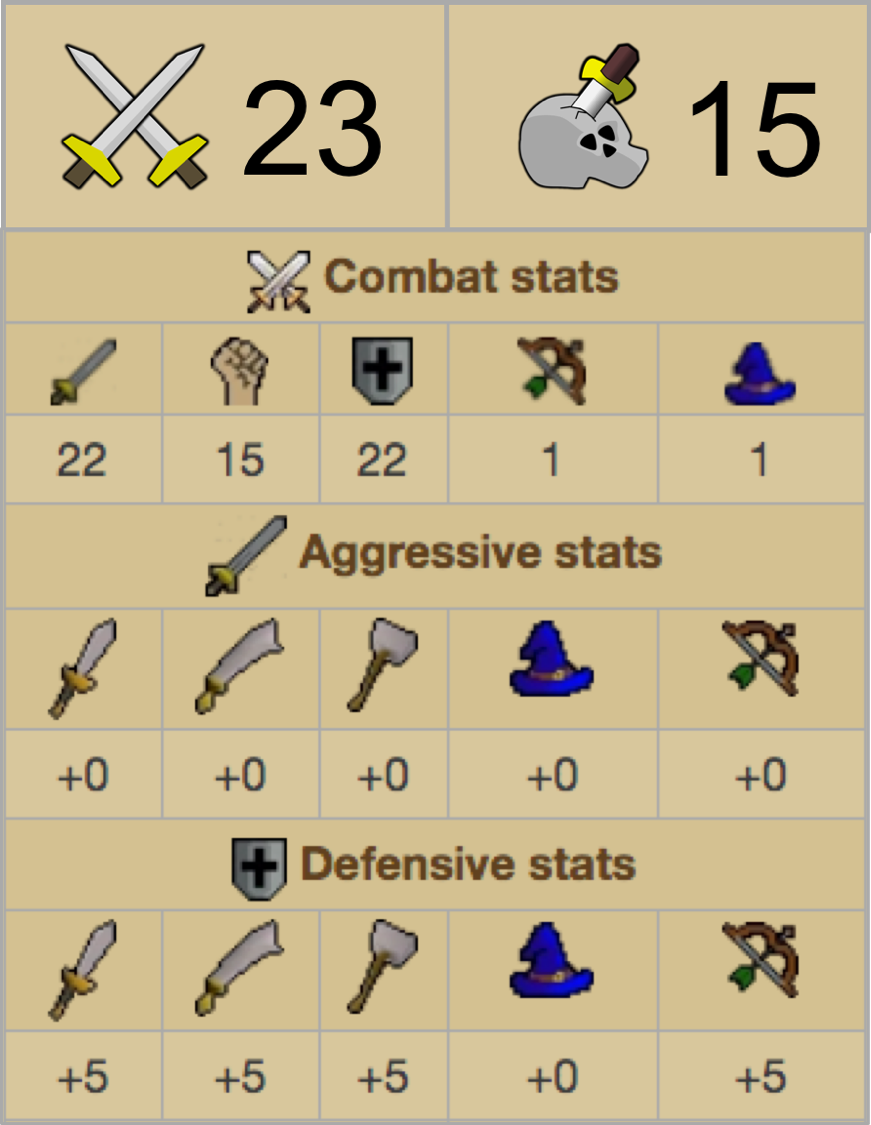 23 15
Combat stats
22 15 22 1 1
Aggressive stats
+0 +0 +0 +0 +0
Defensive stats
+5 +5 +5 +0 +5